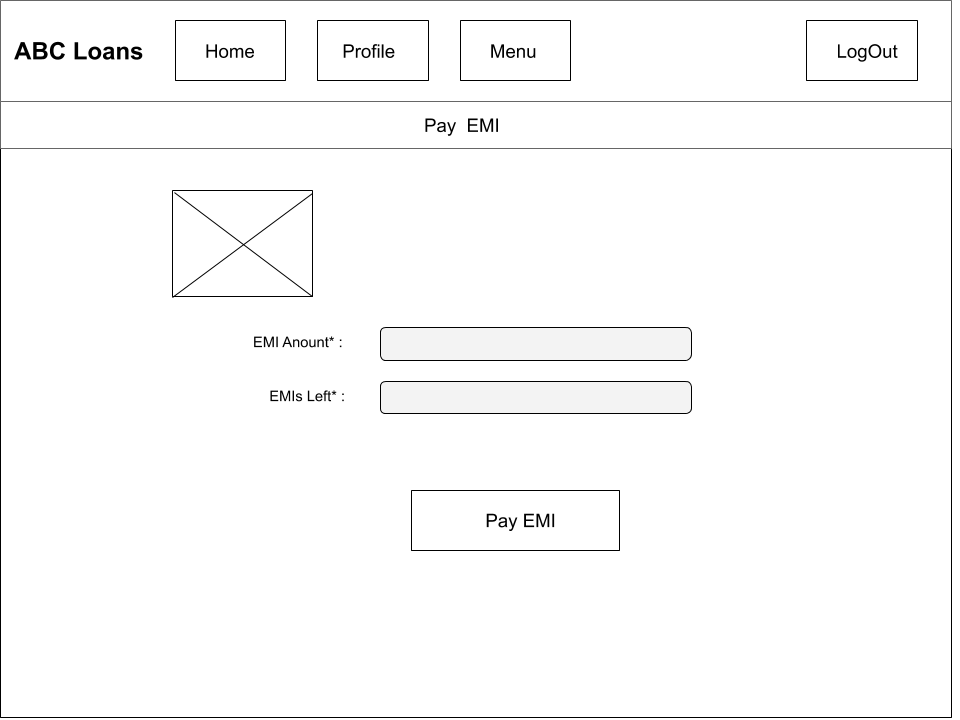 ABC Loans
Home
Profile
Menu
LogOut
Pay  EMI
EMI Anount* :
EMIs Left* :
Pay EMI